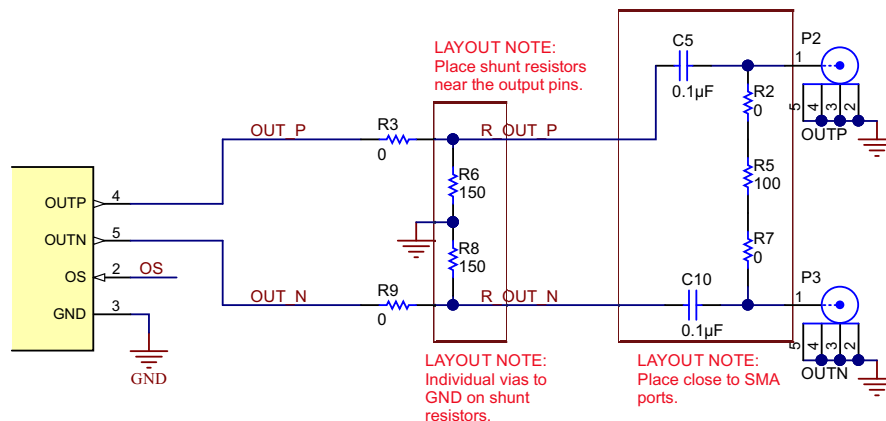 LAYOUT NOTE:
Place shunt resistors
near the output pins.
C5
0.1µF
P2
1
R2
0
5
4
3
2
OUTP
OUT_P
R3
0
R_OUT_P
R6
150
R5
100
OUTP
4
OUTN
5
OS
2
OS
GND
3
GND
R8
150
R7
0
OUT_N
R9
0
R_OUT_N
C10
0.1µF
P3
1
5
4
3
2
OUTN
LAYOUT NOTE:
Individual vias to
GND on shunt
resistors.
LAYOUT NOTE:
Place close to SMA
ports.